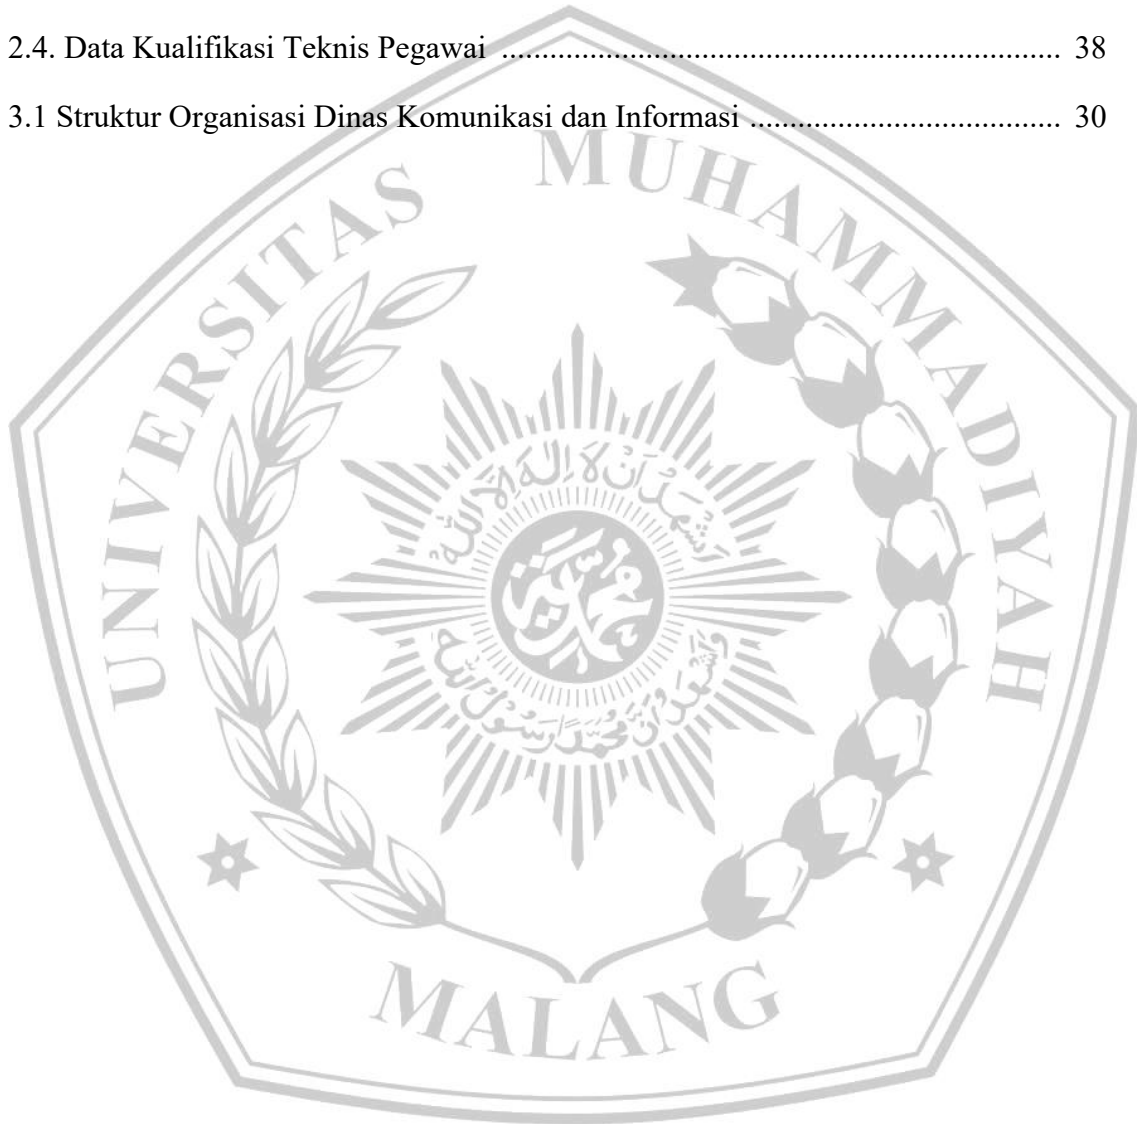 2.4. Data Kualifikasi Teknis Pegawai ...................................................................... 38
3.1 Struktur Organisasi Dinas Komunikasi dan Informasi ....................................... 30
UNIVERSITAS MUHAMMADIYAH
MALANG